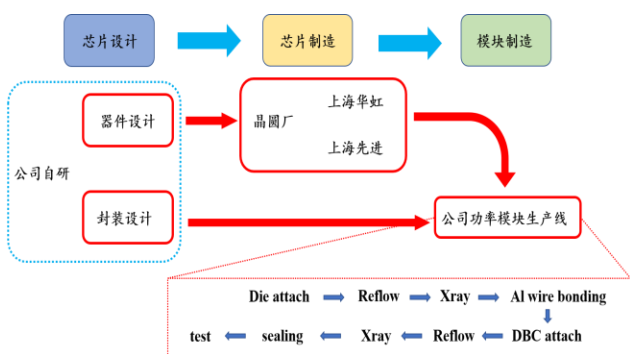 芯片设计
芯片制造
模块制造
公司自研
器件设计
封装设计
晶圆厂
上海华虹
上海先进
公司功率模块生产线
Die attach
Reflow
Xray
Al wire bonding
DBC attach
Reflow
Xray
sealing
test